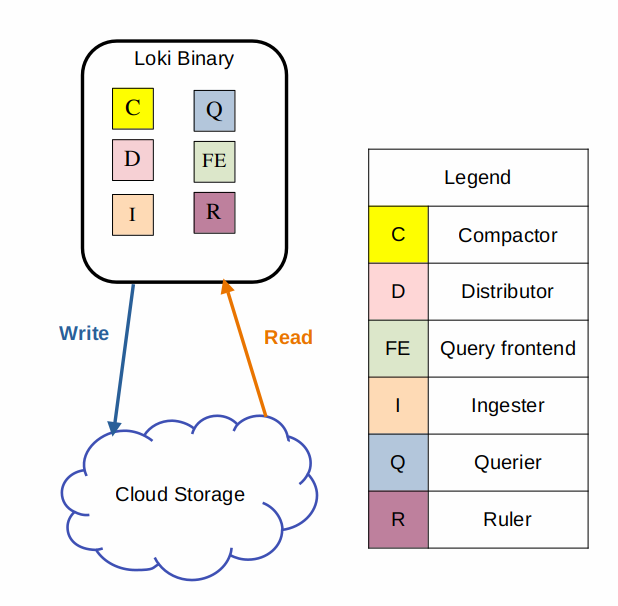 Loki Binary
C
Q
D
FE
I
R
Write
Read
Cloud Storage
Legend
C Compactor
D Distributor
FE Query frontend
I Ingester
Q Querier
R Ruler